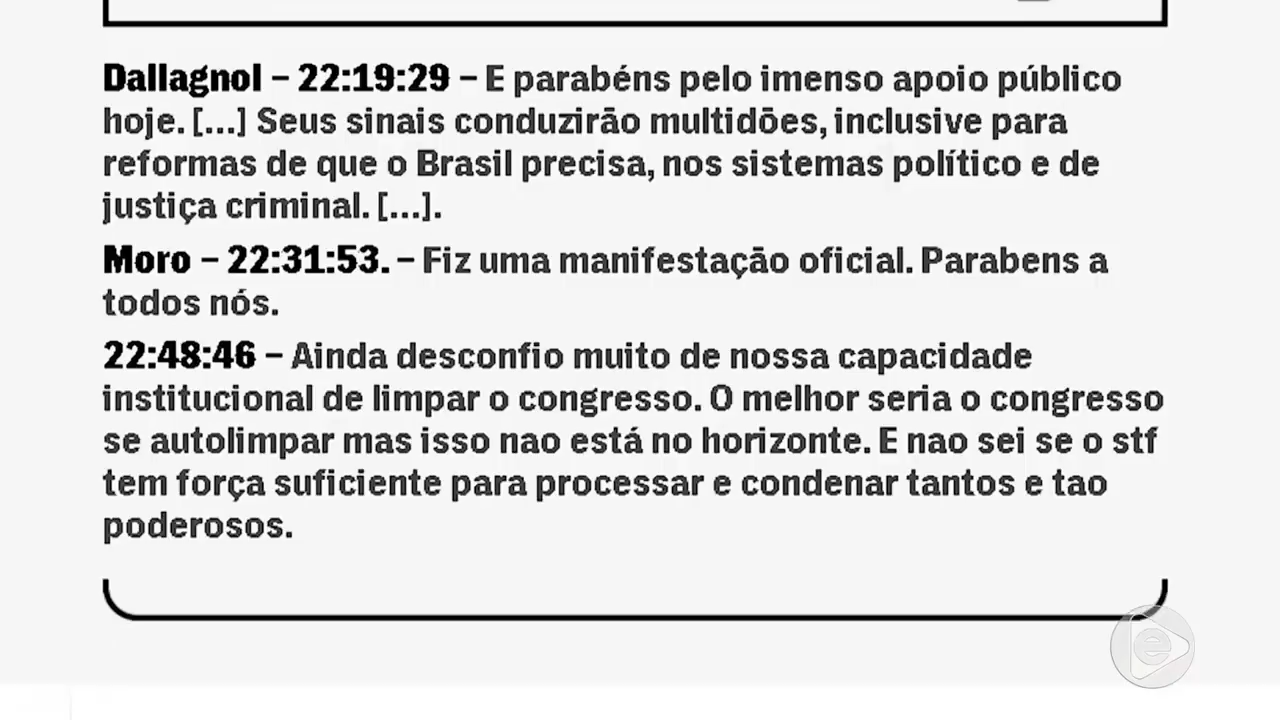 Dallagnol – 22:19:29 – E parabéns pelo imenso apoio público
hoje. [...] Seus sinais conduzirão multidões, inclusive para
reformas de que o Brasil precisa, nos sistemas político e de
justiça criminal. [...].
Moro – 22:31:53. – Fiz uma manifestação oficial. Parabens a
todos nós.
22:48:46 – Ainda desconfio muito de nossa capacidade
institucional de limpar o congresso. O melhor seria o congresso
se autolimpar mas isso nao está no horizonte. E nao sei se o stf
tem força suficiente para processar e condenar tantos e tao
poderosos.
e